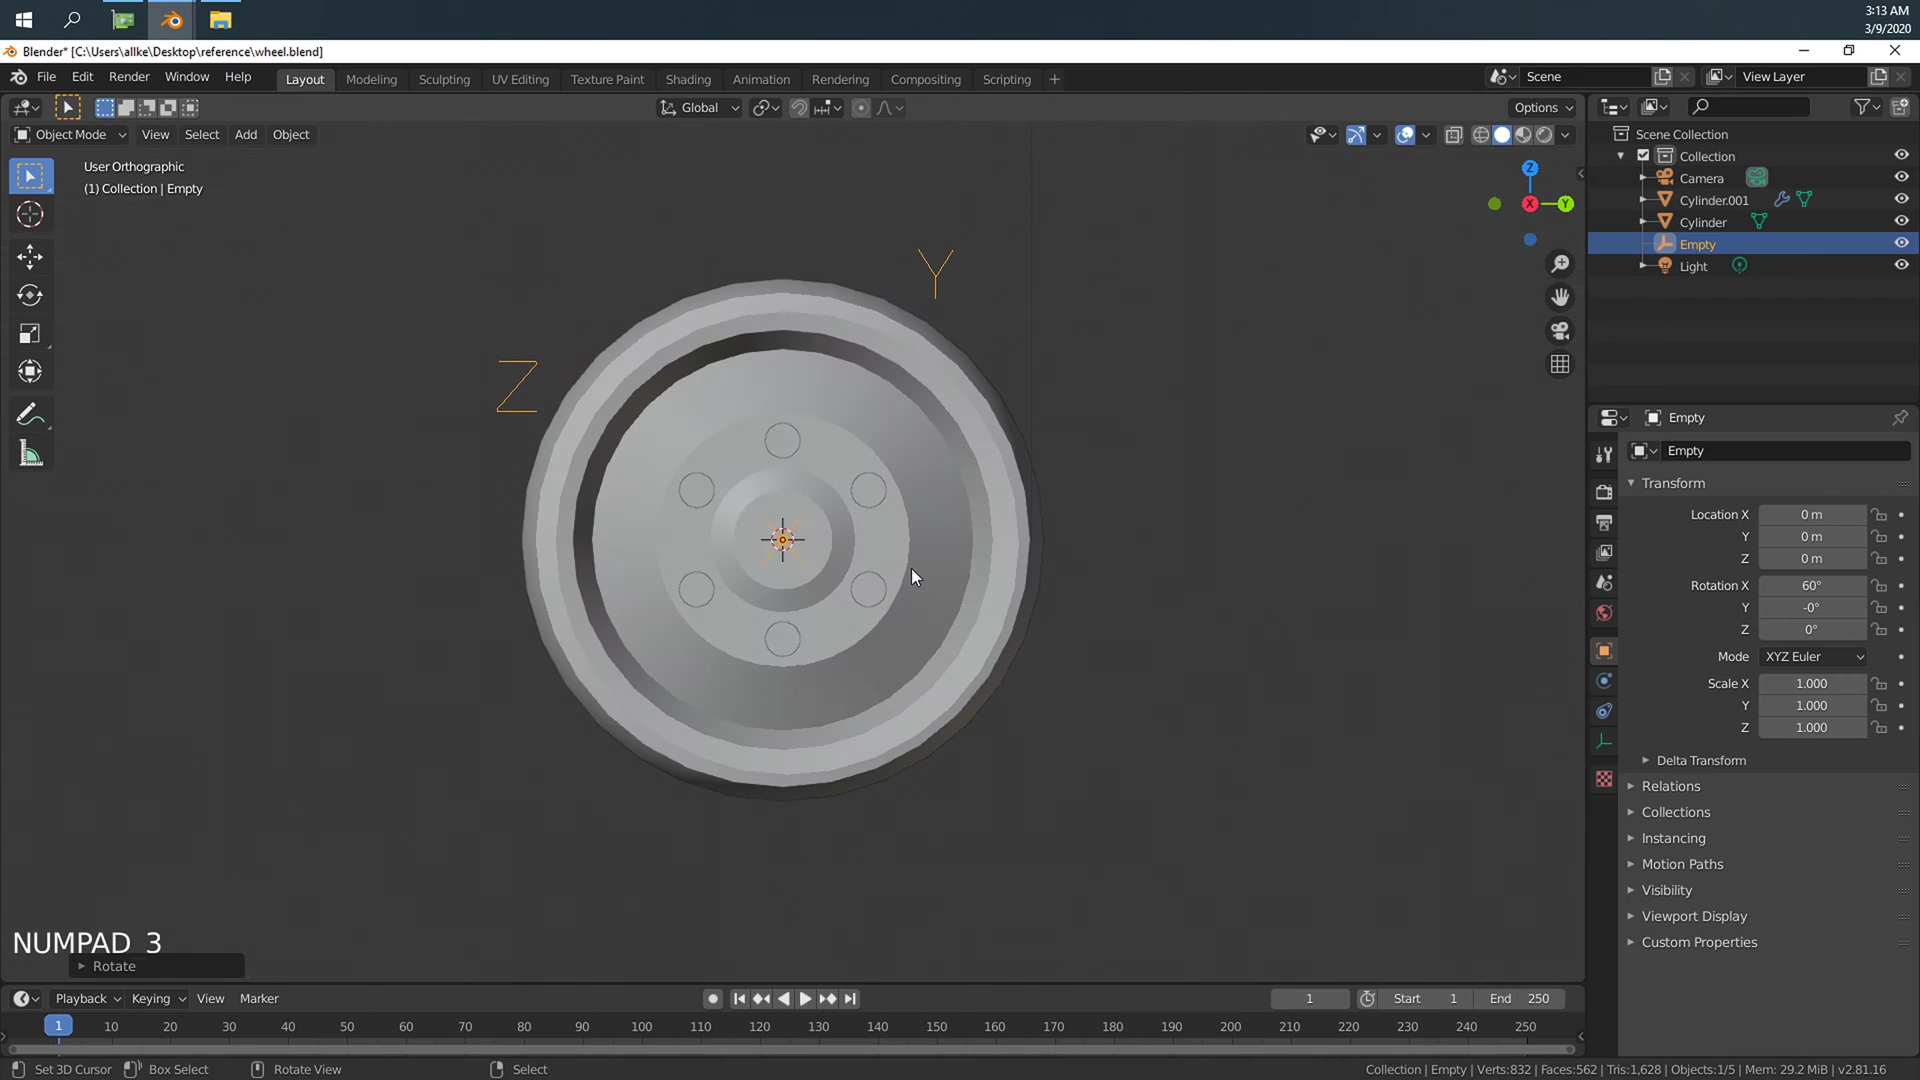 3:13 AM
3/9/2020
Blender* [C:\Users\allke\Desktop\reference\wheel.blend]
File Edit Render Window Help Layout Modeling Sculpting UV Editing Texture Paint Shading Animation Rendering Compositing Scripting + Scene View Layer
Global Options
Object Mode View Select Add Object
Scene Collection
Collection
Camera
Cylinder.001
Cylinder
Empty
Light
User Orthographic
(1) Collection | Empty
Z
X
Y
Y
Z
Empty
Empty
Transform
Location X 0 m
Y 0 m
Z 0 m
Rotation X 60°
Y -0°
Z 0°
Mode XYZ Euler
Scale X 1.000
Y 1.000
Z 1.000
Delta Transform
Relations
Collections
Instancing
Motion Paths
Visibility
Viewport Display
Custom Properties
NUMPAD 3
Rotate
Playback Keying View Marker 1 Start 1 End 250
1 10 20 30 40 50 60 70 80 90 100 110 120 130 140 150 160 170 180 190 200 210 220 230 240 250
Set 3D Cursor Box Select Rotate View Select Collection | Empty | Verts:832 | Faces:562 | Tris:1,628 | Objects:1/5 | Mem: 29.2 MiB | v2.81.16